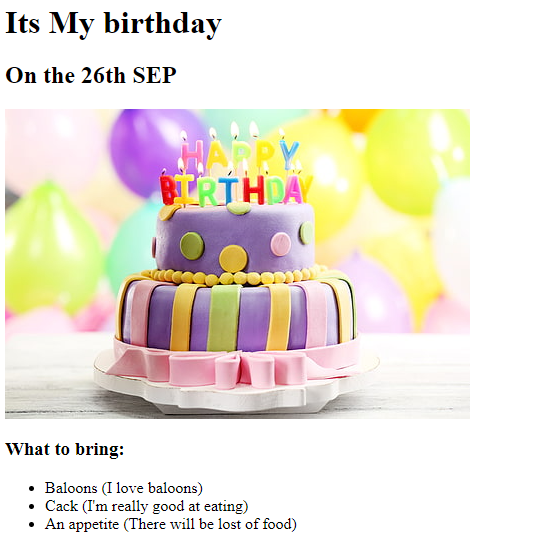 Its My birthday
On the 26th SEP
HAPPY
BIRTHDAY
What to bring:
Baloons (I love baloons)
Cack (I'm really good at eating)
An appetite (There will be lost of food)